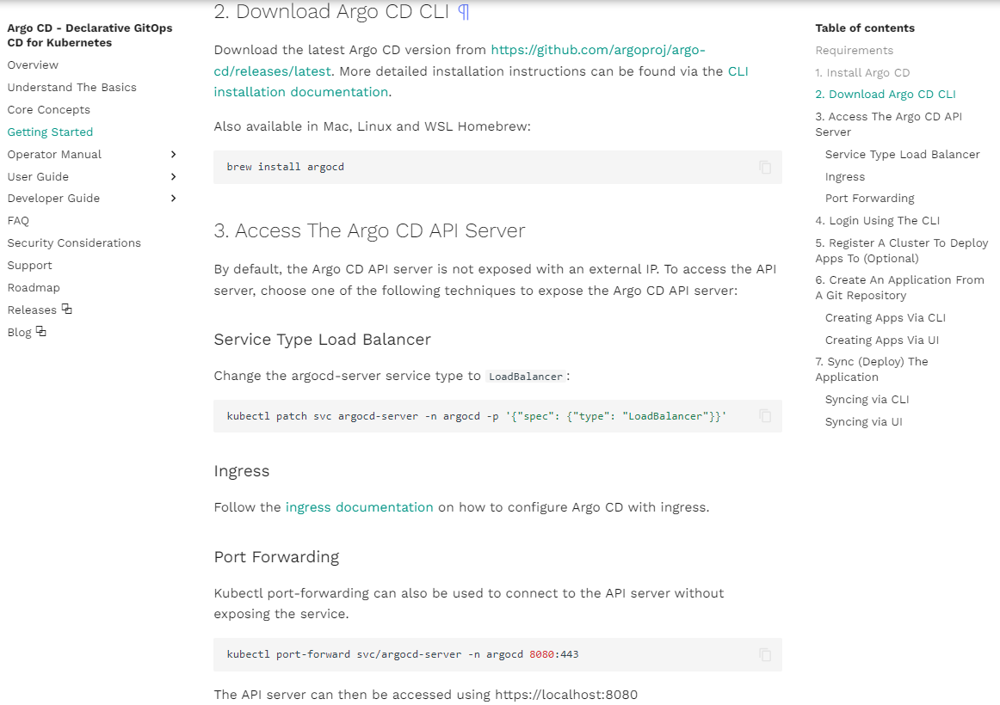 Argo CD - Declarative GitOps
CD for Kubernetes
Overview
Understand The Basics
Core Concepts
Getting Started
Operator Manual
User Guide
Developer Guide
FAQ
Security Considerations
Support
Roadmap
Releases
Blog
2. Download Argo CD CLI ¶
Download the latest Argo CD version from https://github.com/argoproj/argo-
cd/releases/latest. More detailed installation instructions can be found via the CLI
installation documentation.
Also available in Mac, Linux and WSL Homebrew:
brew install argocd
3. Access The Argo CD API Server
By default, the Argo CD API server is not exposed with an external IP. To access the API
server, choose one of the following techniques to expose the Argo CD API server:
Service Type Load Balancer
Change the argocd-server service type to LoadBalancer:
kubectl patch svc argocd-server -n argocd -p '{"spec": {"type": "LoadBalancer"}}'
Ingress
Follow the ingress documentation on how to configure Argo CD with ingress.
Port Forwarding
Kubectl port-forwarding can also be used to connect to the API server without
exposing the service.
kubectl port-forward svc/argocd-server -n argocd 8080:443
The API server can then be accessed using https://localhost:8080
Table of contents
Requirements
1. Install Argo CD
2. Download Argo CD CLI
3. Access The Argo CD API
Server
Service Type Load Balancer
Ingress
Port Forwarding
4. Login Using The CLI
5. Register A Cluster To Deploy
Apps To (Optional)
6. Create An Application From
A Git Repository
Creating Apps Via CLI
Creating Apps Via UI
7. Sync (Deploy) The
Application
Syncing via CLI
Syncing via UI